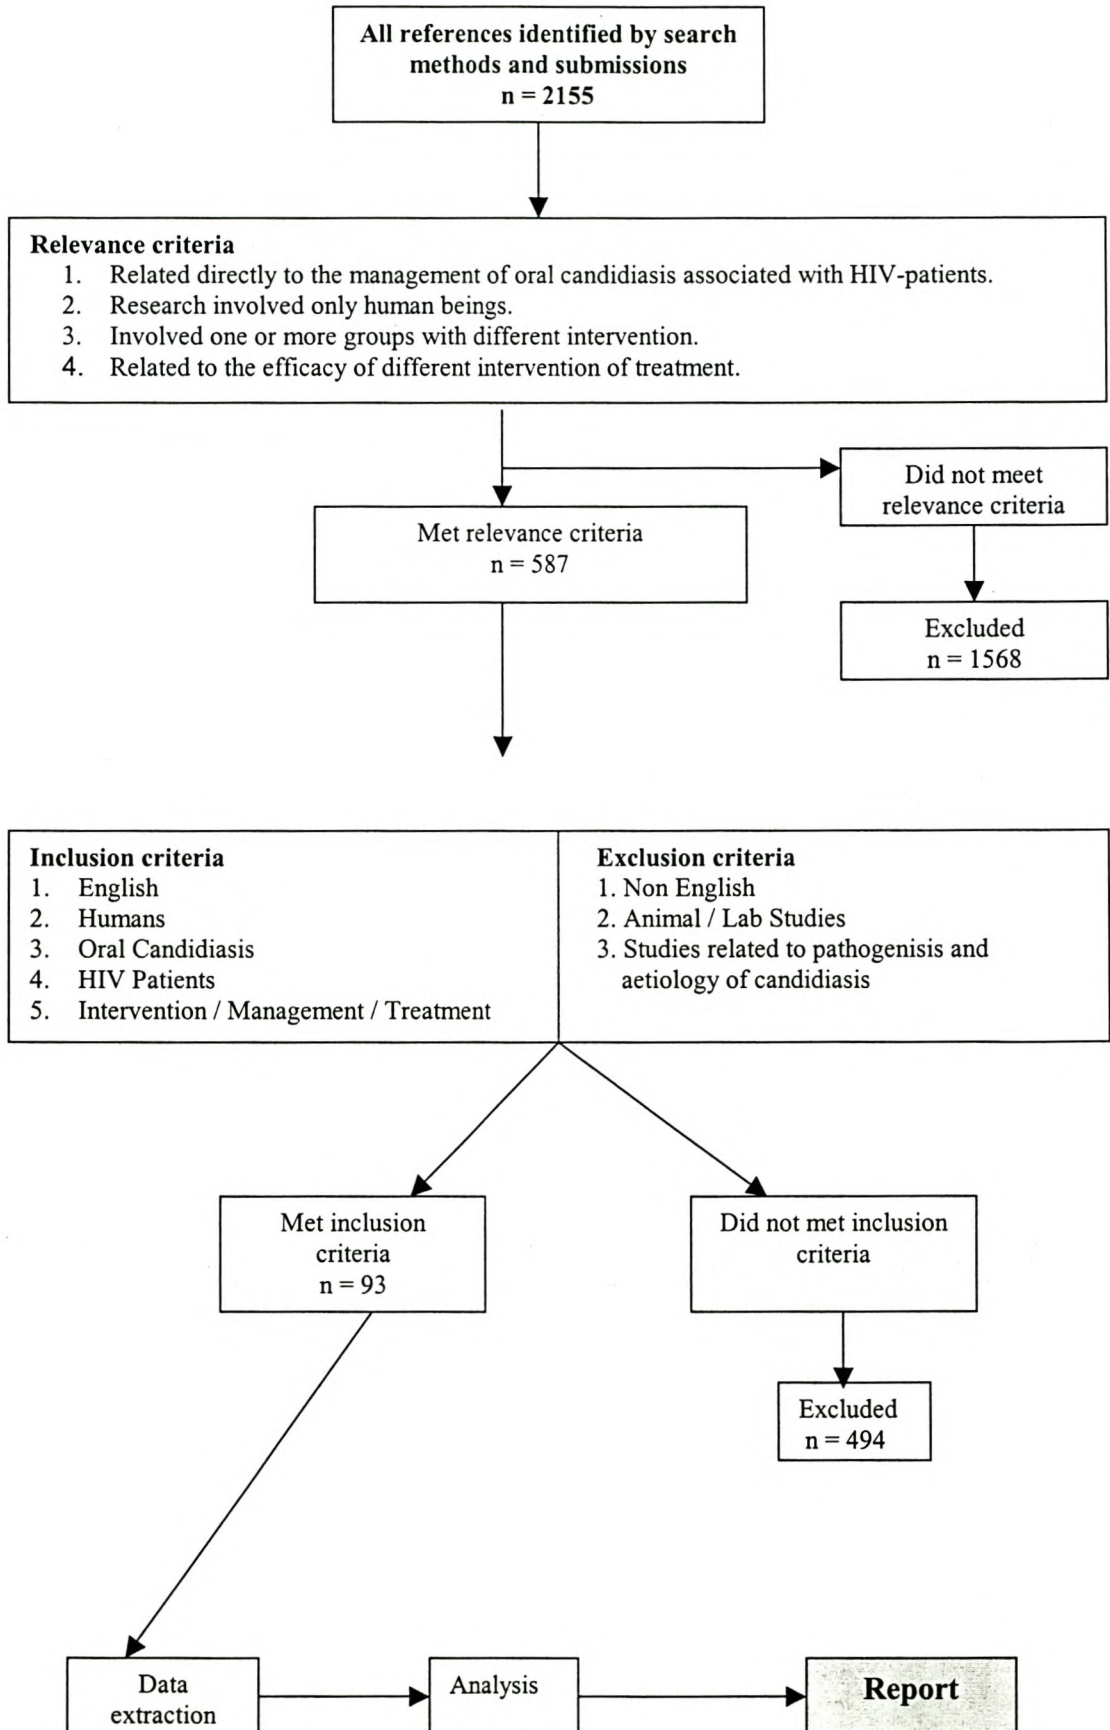 All references identified by search
methods and submissions
n = 2155
Relevance criteria
1. Related directly to the management of oral candidiasis associated with HIV-patients.
2. Research involved only human beings.
3. Involved one or more groups with different intervention.
4. Related to the efficacy of different intervention of treatment.
Did not meet
relevance criteria
Met relevance criteria
n = 587
Excluded
n = 1568
Inclusion criteria
1. English
2. Humans
3. Oral Candidiasis
4. HIV Patients
5. Intervention / Management / Treatment
Exclusion criteria
1. Non English
2. Animal / Lab Studies
3. Studies related to pathogenisis and
aetiology of candidiasis
Met inclusion
criteria
n = 93
Did not met inclusion
criteria
Excluded
n = 494
Data
extraction
Analysis
Report